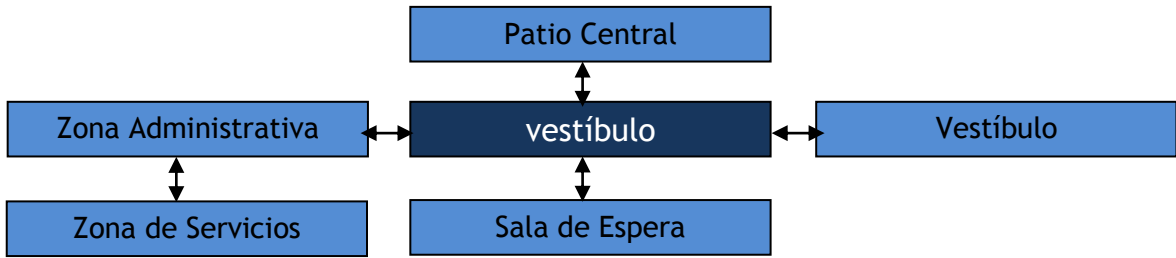 Patio Central
Zona Administrativa
vestíbulo
Vestíbulo
Zona de Servicios
Sala de Espera